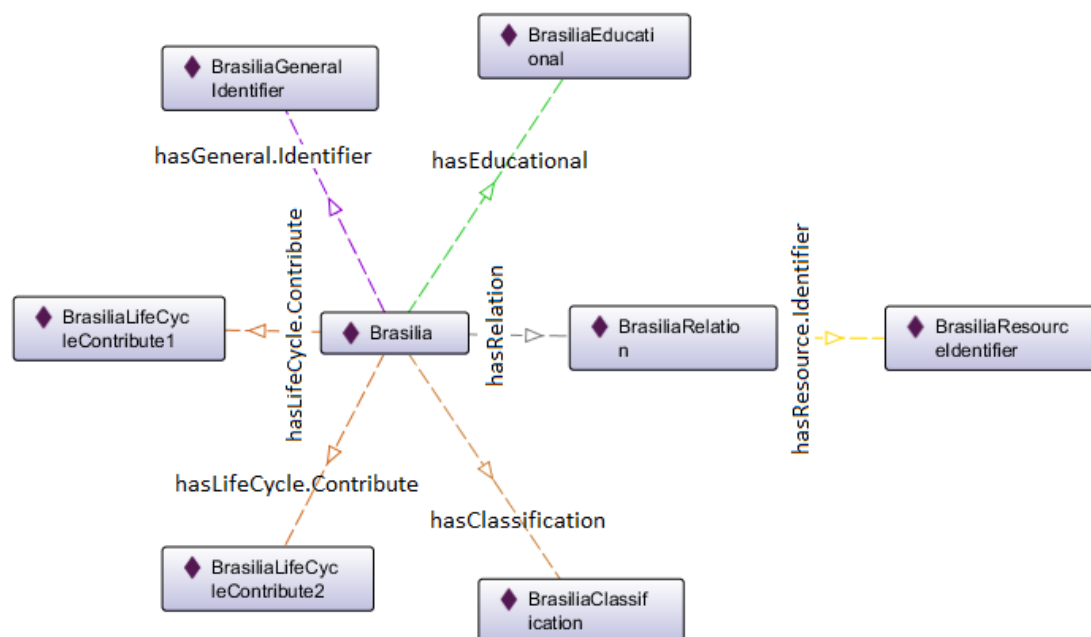 BrasiliaEducati
onal
BrasiliaGeneral
Identifier
hasGeneral.Identifier
hasEducational
hasLifeCycle.Contribute
hasRelation
hasResource.Identifier
BrasiliaLifeCyc
leContribute1
Brasilia
BrasiliaRelatio
n
BrasiliaResourc
eIdentifier
hasLifeCycle.Contribute
hasClassification
BrasiliaLifeCyc
leContribute2
BrasiliaClassif
ication